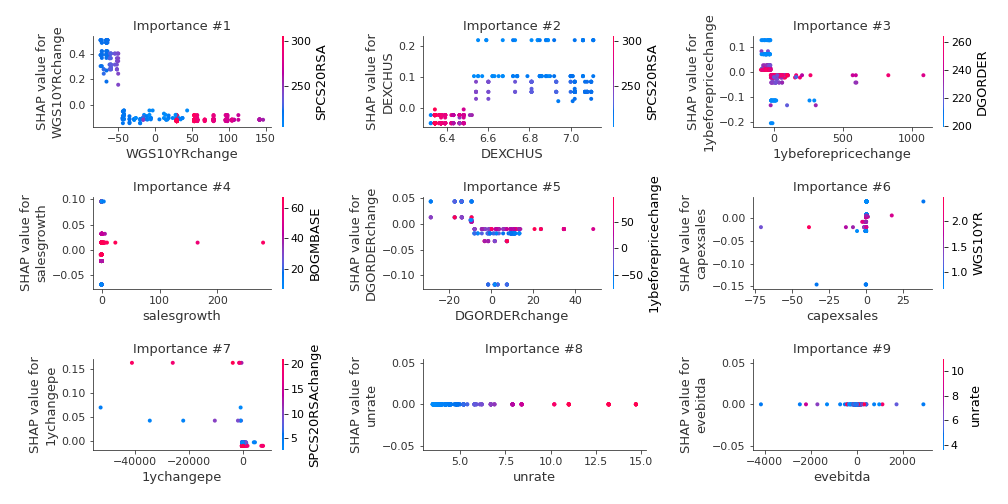 Importance #1
SHAP value for
WGS10YRchange
0.4
0.2
0.0
−50
0
50
100
150
WGS10YRchange
300
250
SPCS20RSA
Importance #2
SHAP value for
DEXCHUS
0.2
0.1
0.0
6.4
6.6
6.8
7.0
DEXCHUS
300
250
SPCS20RSA
Importance #3
SHAP value for
1ybeforepricechange
0.1
0.0
−0.1
−0.2
0
500
1000
1ybeforepricechange
260
240
220
200
DGORDER
Importance #4
SHAP value for
salesgrowth
0.10
0.05
0.00
−0.05
0
100
200
salesgrowth
60
40
20
BOGMBASE
Importance #5
SHAP value for
DGORDERchange
0.05
0.00
−0.05
−0.10
−20
0
20
40
DGORDERchange
50
0
−50
1ybeforepricechange
Importance #6
SHAP value for
capexsales
0.00
−0.05
−0.10
−0.15
−75
−50
−25
0
25
capexsales
2.0
1.5
1.0
WGS10YR
Importance #7
SHAP value for
1ychangepe
0.15
0.10
0.05
0.00
−40000
−20000
0
1ychangepe
20
15
10
5
SPCS20RSAchange
Importance #8
SHAP value for
unrate
0.05
0.00
−0.05
5.0
7.5
10.0
12.5
15.0
unrate
Importance #9
SHAP value for
evebitda
0.05
0.00
−0.05
−4000
−2000
0
2000
evebitda
10
8
6
4
unrate